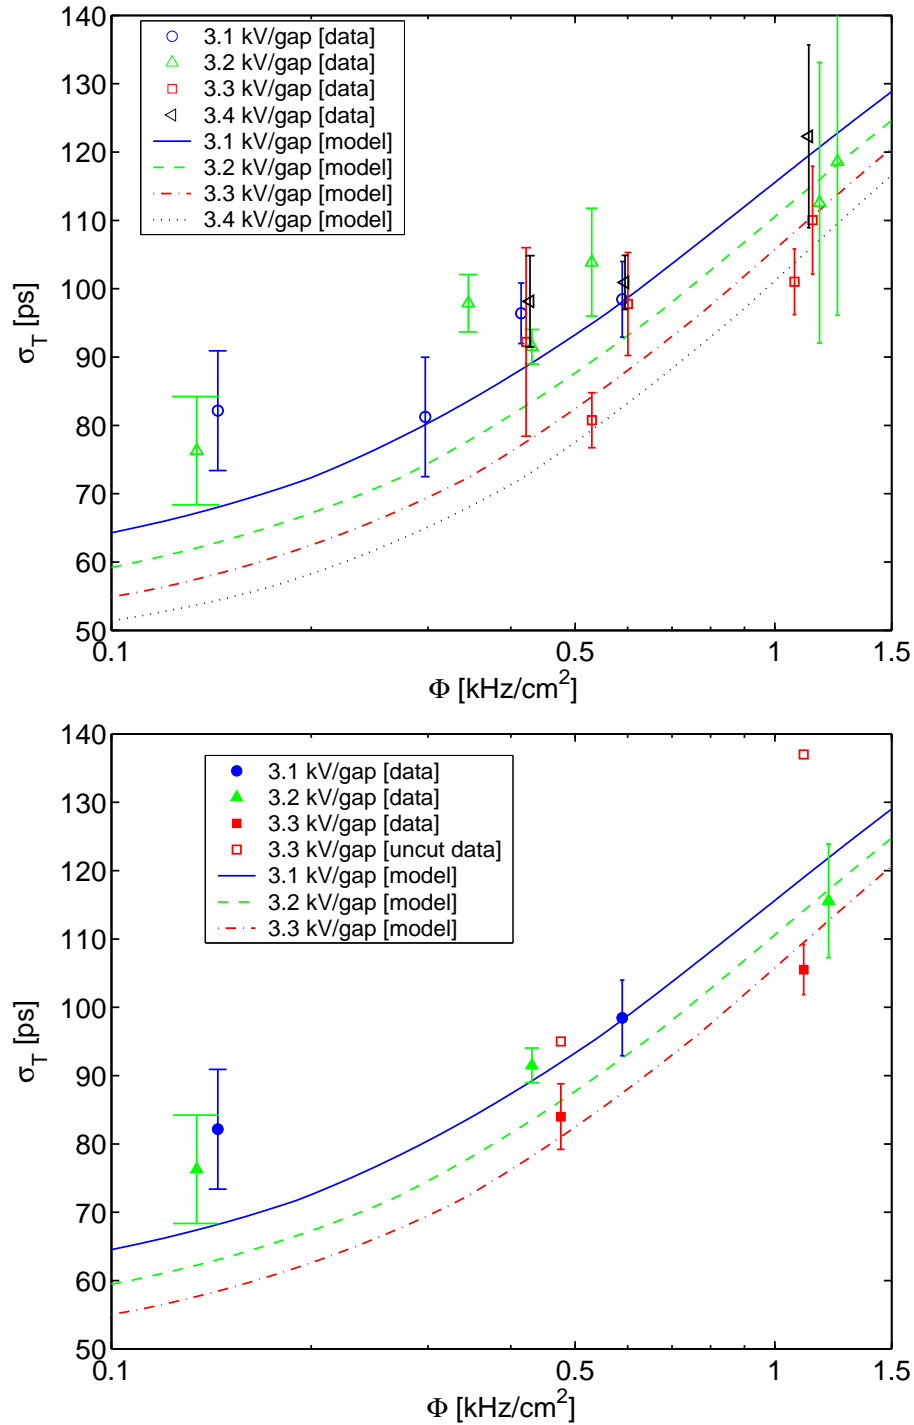 140
130
120
110
100
90
80
70
60
50
σT [ps]
3.1 kV/gap [data]
3.2 kV/gap [data]
3.3 kV/gap [data]
3.4 kV/gap [data]
3.1 kV/gap [model]
3.2 kV/gap [model]
3.3 kV/gap [model]
3.4 kV/gap [model]
0.1 0.5 1 1.5
Φ [kHz/cm2]
140
130
120
110
100
90
80
70
60
50
σT [ps]
3.1 kV/gap [data]
3.2 kV/gap [data]
3.3 kV/gap [data]
3.3 kV/gap [uncut data]
3.1 kV/gap [model]
3.2 kV/gap [model]
3.3 kV/gap [model]
0.1 0.5 1 1.5
Φ [kHz/cm2]